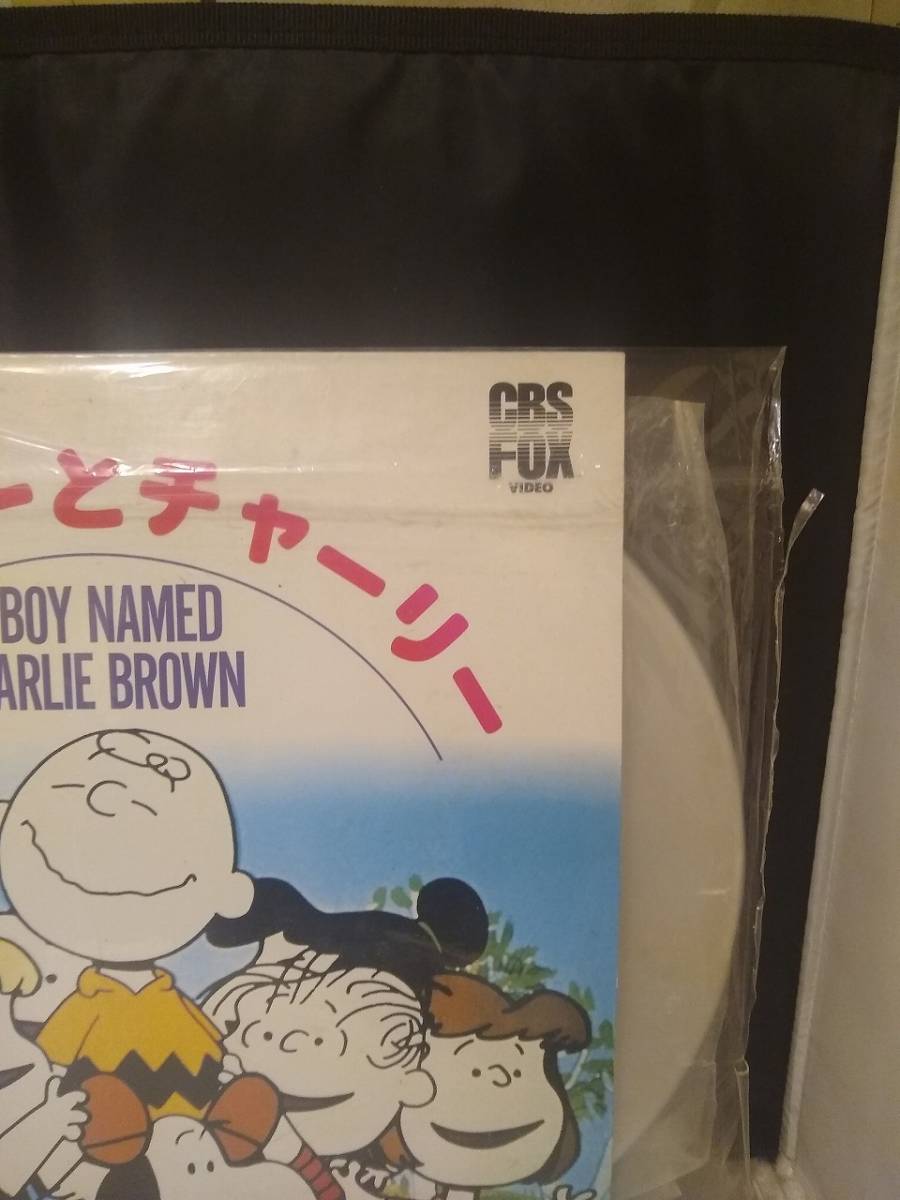 CBS
FOX
VIDEO
ーとチャーリー
BOY NAMED
ARLIE BROWN